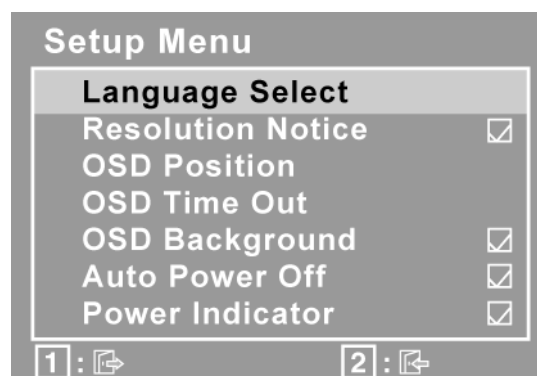 Setup Menu
Language Select
Resolution Notice
OSD Position
OSD Time Out
OSD Background
Auto Power Off
Power Indicator
1 : 2 :